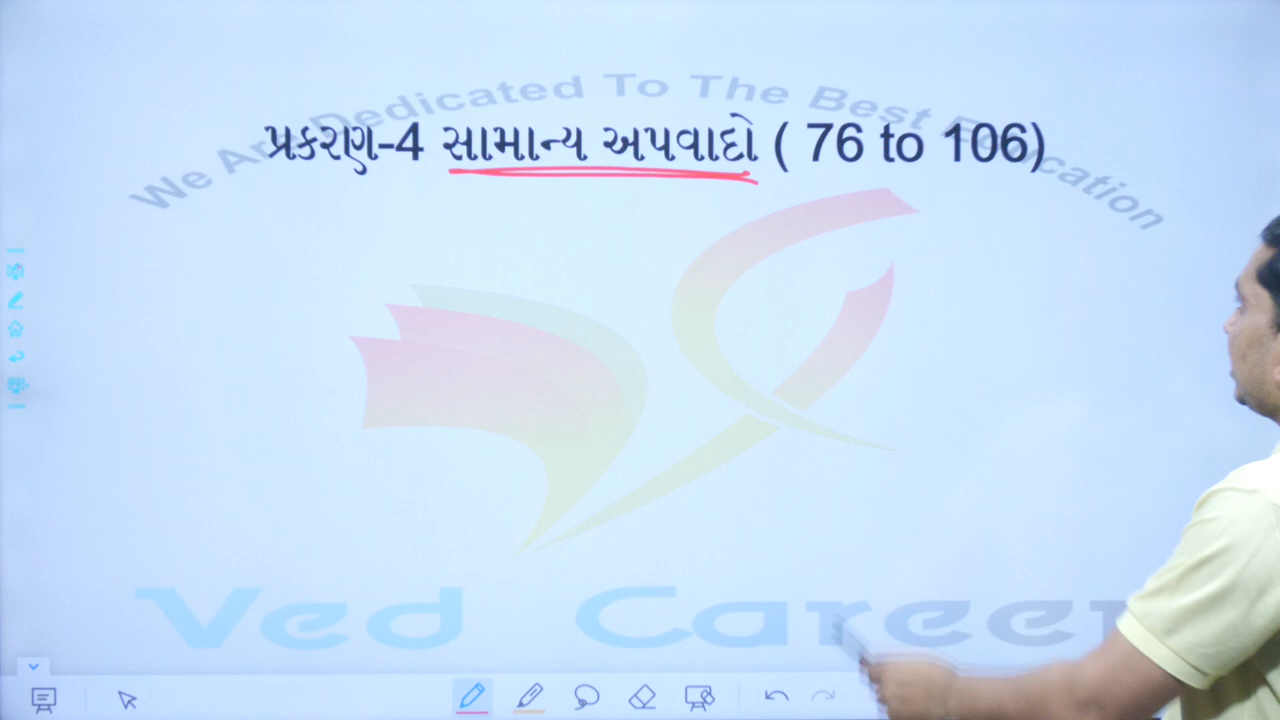 We Are Dedicated To The Best Education
પ્રકરણ-4 સામાન્ય અપવાદો ( 76 to 106)
Ved Career